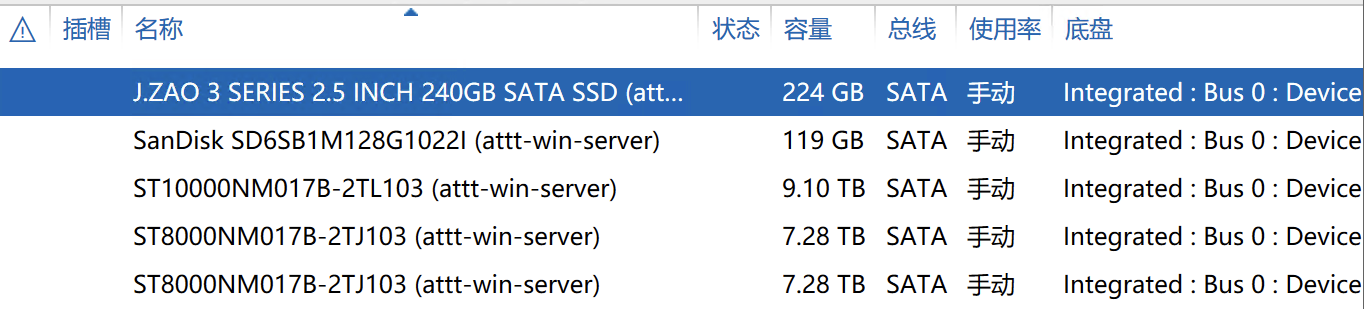 插槽 名称 状态 容量 总线 使用率 底盘
J.ZAO 3 SERIES 2.5 INCH 240GB SATA SSD (att... 224 GB SATA 手动 Integrated : Bus 0 : Device
SanDisk SD6SB1M128G1022I (attt-win-server) 119 GB SATA 手动 Integrated : Bus 0 : Device
ST10000NM017B-2TL103 (attt-win-server) 9.10 TB SATA 手动 Integrated : Bus 0 : Device
ST8000NM017B-2TJ103 (attt-win-server) 7.28 TB SATA 手动 Integrated : Bus 0 : Device
ST8000NM017B-2TJ103 (attt-win-server) 7.28 TB SATA 手动 Integrated : Bus 0 : Device